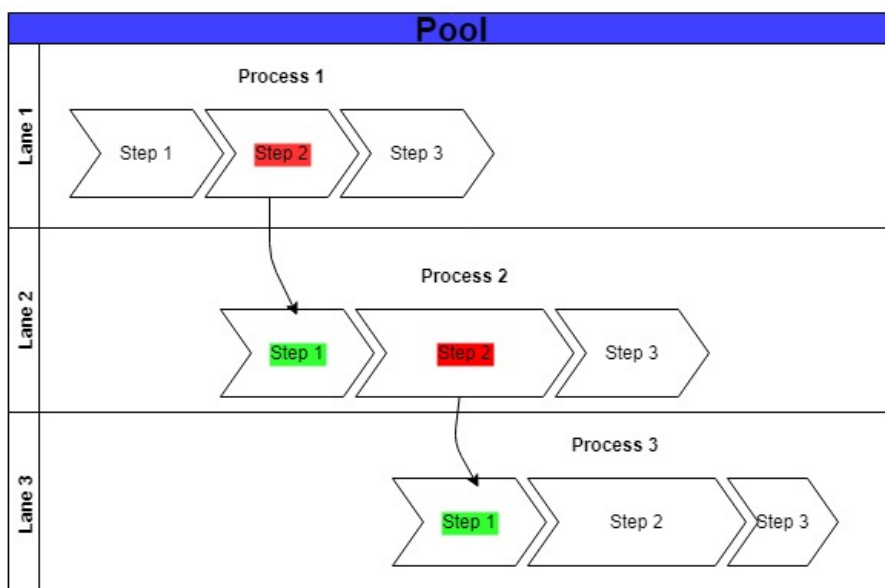 Pool
Lane 1
Process 1
Step 1
Step 2
Step 3
Lane 2
Process 2
Step 1
Step 2
Step 3
Lane 3
Process 3
Step 1
Step 2
Step 3